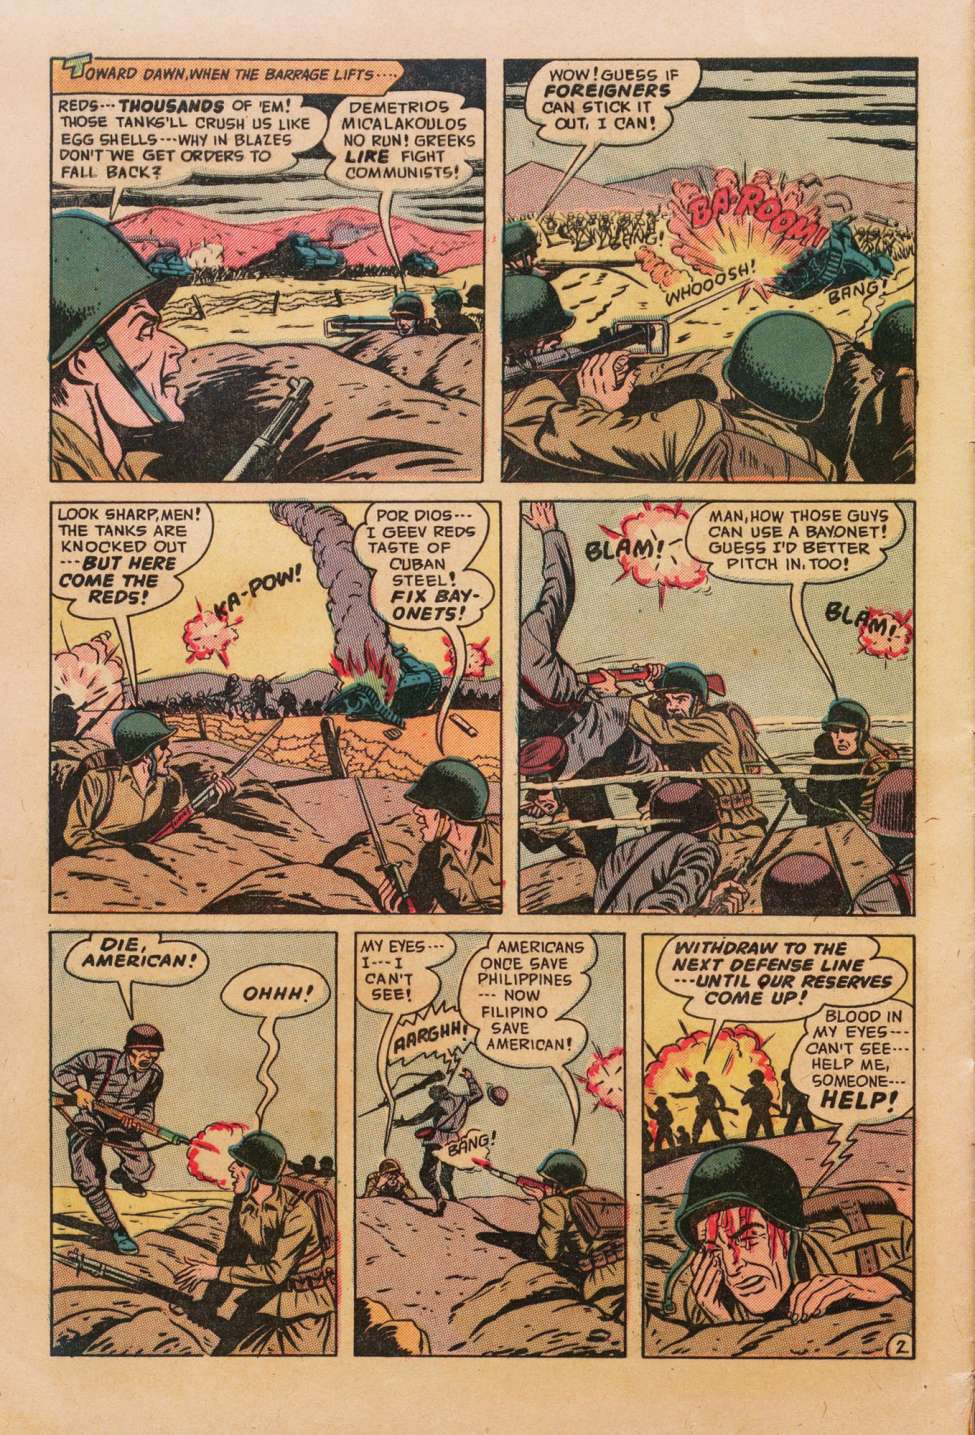 TOWARD DAWN, WHEN THE BARRAGE LIFTS----
REDS---THOUSANDS OF 'EM!
THOSE TANKS'LL CRUSH US LIKE
EGG SHELLS---WHY IN BLAZES
DON'T WE GET ORDERS TO
FALL BACK?
DEMETRIOS
MICALAKOULOS
NO RUN! GREEKS
LIKE FIGHT
COMMUNISTS!
WOW! GUESS IF
FOREIGNERS
CAN STICK IT
OUT, I CAN!
BANG!
BA-ROOM!
WHOOOSH!
BANG!
LOOK SHARP, MEN!
THE TANKS ARE
KNOCKED OUT
---BUT HERE
COME THE
REDS!
KA-POW!
POR DIOS---
I GEEV REDS
TASTE OF
CUBAN
STEEL!
FIX BAY-
ONETS!
BLAM!
MAN, HOW THOSE GUYS
CAN USE A BAYONET!
GUESS I'D BETTER
PITCH IN, TOO!
BLAM!
DIE,
AMERICAN!
OHHH!
MY EYES---
I---I
CAN'T
SEE!
AARGHH!
BANG!
AMERICANS
ONCE SAVE
PHILIPPINES
---NOW
FILIPINO
SAVE
AMERICAN!
WITHDRAW TO THE
NEXT DEFENSE LINE
---UNTIL OUR RESERVES
COME UP!
BLOOD IN
MY EYES---
CAN'T SEE---
HELP ME,
SOMEONE---
HELP!
2